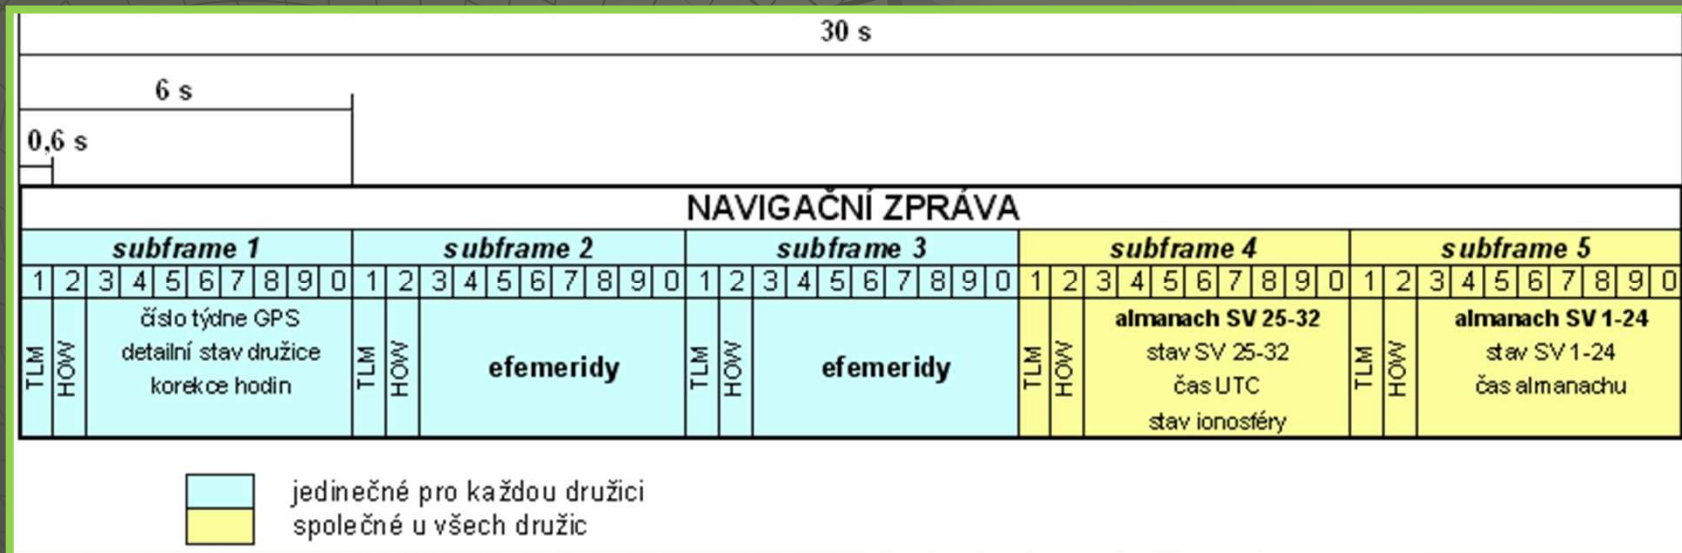 30 s
6 s
0,6 s
NAVIGAČNÍ ZPRÁVA
subframe 1 subframe 2 subframe 3 subframe 4 subframe 5
1 2 3 4 5 6 7 8 9 0 1 2 3 4 5 6 7 8 9 0 1 2 3 4 5 6 7 8 9 0 1 2 3 4 5 6 7 8 9 0 1 2 3 4 5 6 7 8 9 0
TLM
HOW
číslo týdne GPS
detailní stav družice
korekce hodin
TLM
HOW
efemeridy
TLM
HOW
efemeridy
TLM
HOW
almanach SV 25-32
stav SV 25-32
čas UTC
stav ionosféry
TLM
HOW
almanach SV 1-24
stav SV 1-24
čas almanachu
jedinečné pro každou družici
společné u všech družic